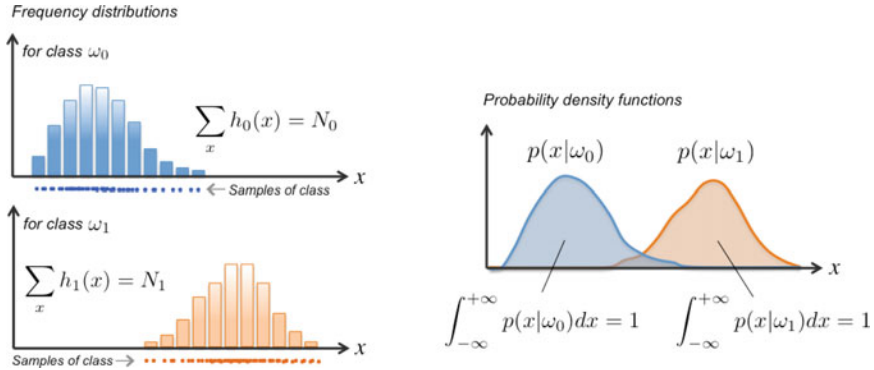 Frequency distributions
for class ω₀
∑ₓ h₀(x) = N₀
x
← Samples of class
for class ω₁
∑ₓ h₁(x) = N₁
x
Samples of class →
Probability density functions
p(x|ω₀) p(x|ω₁)
x
∫₋∞⁺∞ p(x|ω₀)dx = 1 ∫₋∞⁺∞ p(x|ω₁)dx = 1